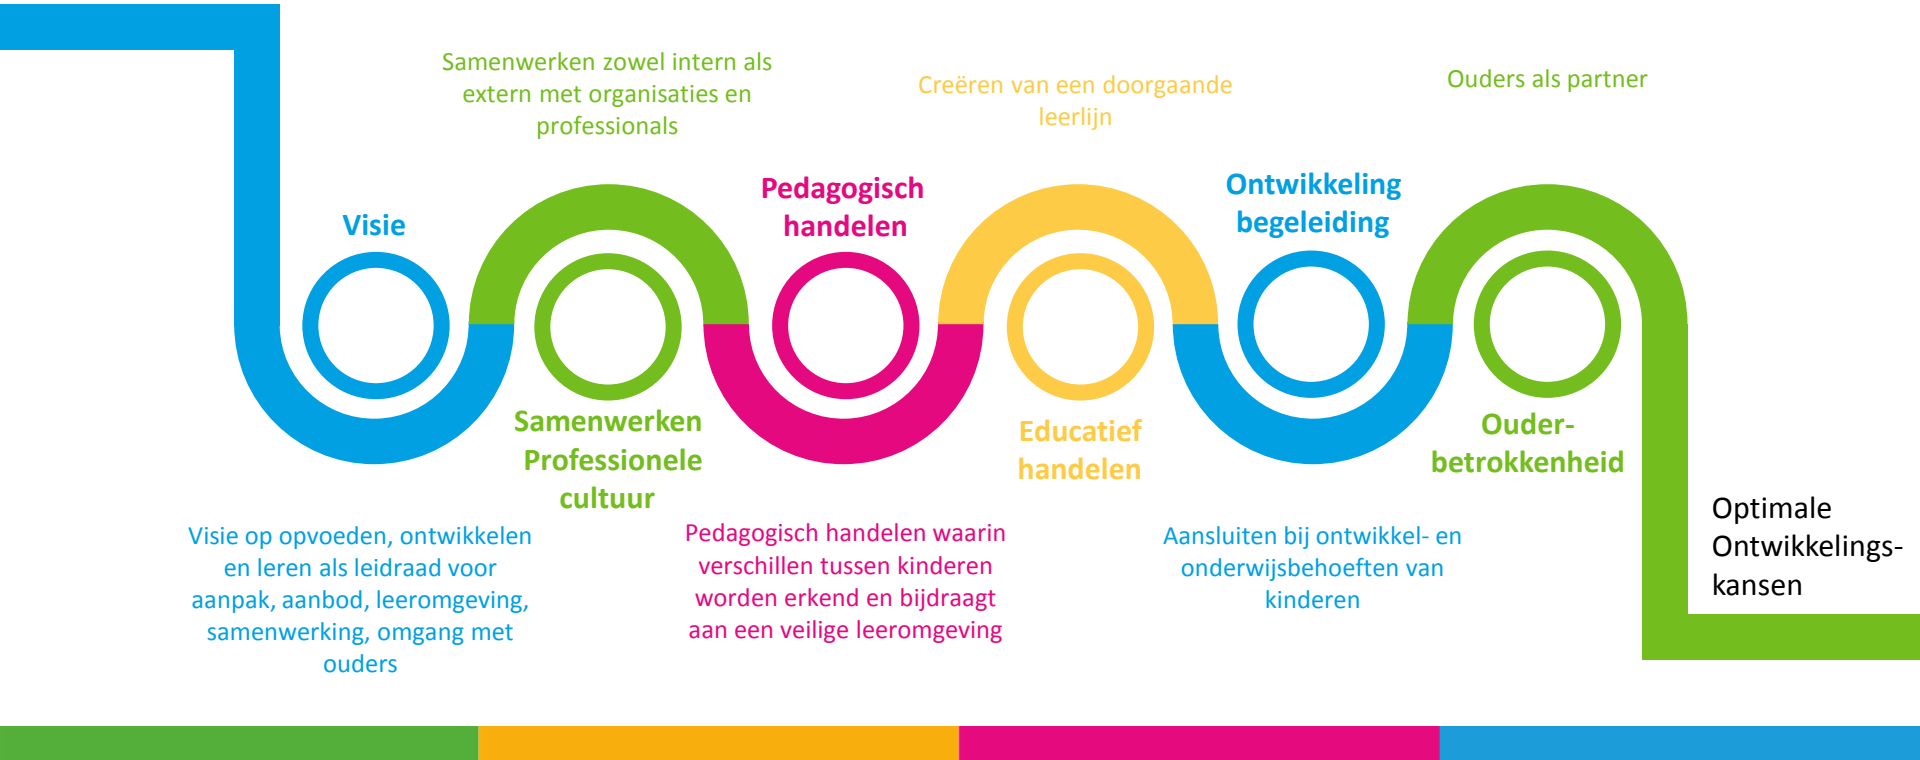 Samenwerken zowel intern als
extern met organisaties en
professionals
Creëren van een doorgaande
leerlijn
Ouders als partner
Visie
Pedagogisch
handelen
Ontwikkeling
begeleiding
Samenwerken
Professionele
cultuur
Educatief
handelen
Ouder-
betrokkenheid
Visie op opvoeden, ontwikkelen
en leren als leidraad voor
aanpak, aanbod, leeromgeving,
samenwerking, omgang met
ouders
Pedagogisch handelen waarin
verschillen tussen kinderen
worden erkend en bijdraagt
aan een veilige leeromgeving
Aansluiten bij ontwikkel- en
onderwijsbehoeften van
kinderen
Optimale
Ontwikkelings-
kansen